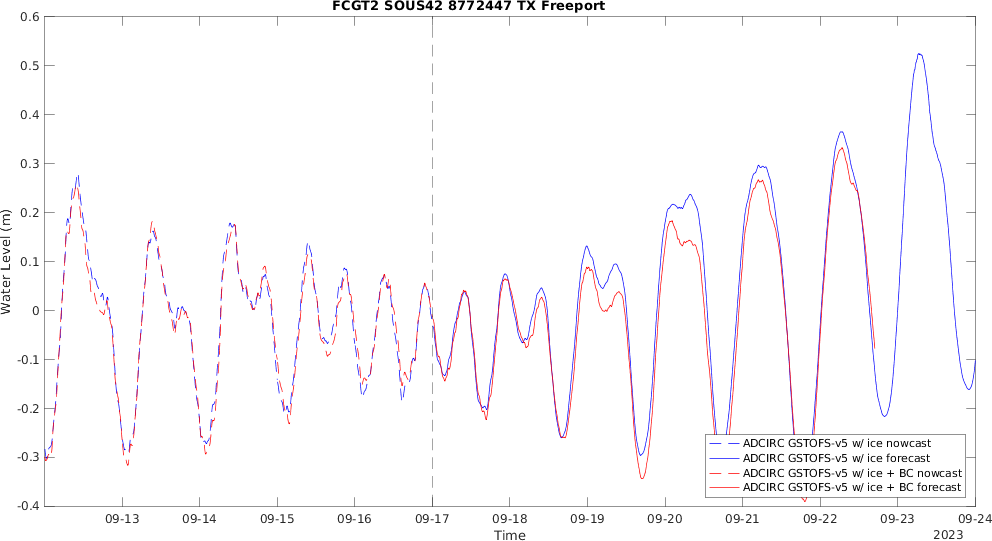 FCGT2 SOUS42 8772447 TX Freeport
0.6
0.5
0.4
0.3
0.2
0.1
0
-0.1
-0.2
-0.3
-0.4
Water Level (m)
ADCIRC GSTOFS-v5 w/ ice nowcast
ADCIRC GSTOFS-v5 w/ ice forecast
ADCIRC GSTOFS-v5 w/ ice + BC nowcast
ADCIRC GSTOFS-v5 w/ ice + BC forecast
09-13 09-14 09-15 09-16 09-17 09-18 09-19 09-20 09-21 09-22 09-23 09-24
Time
2023